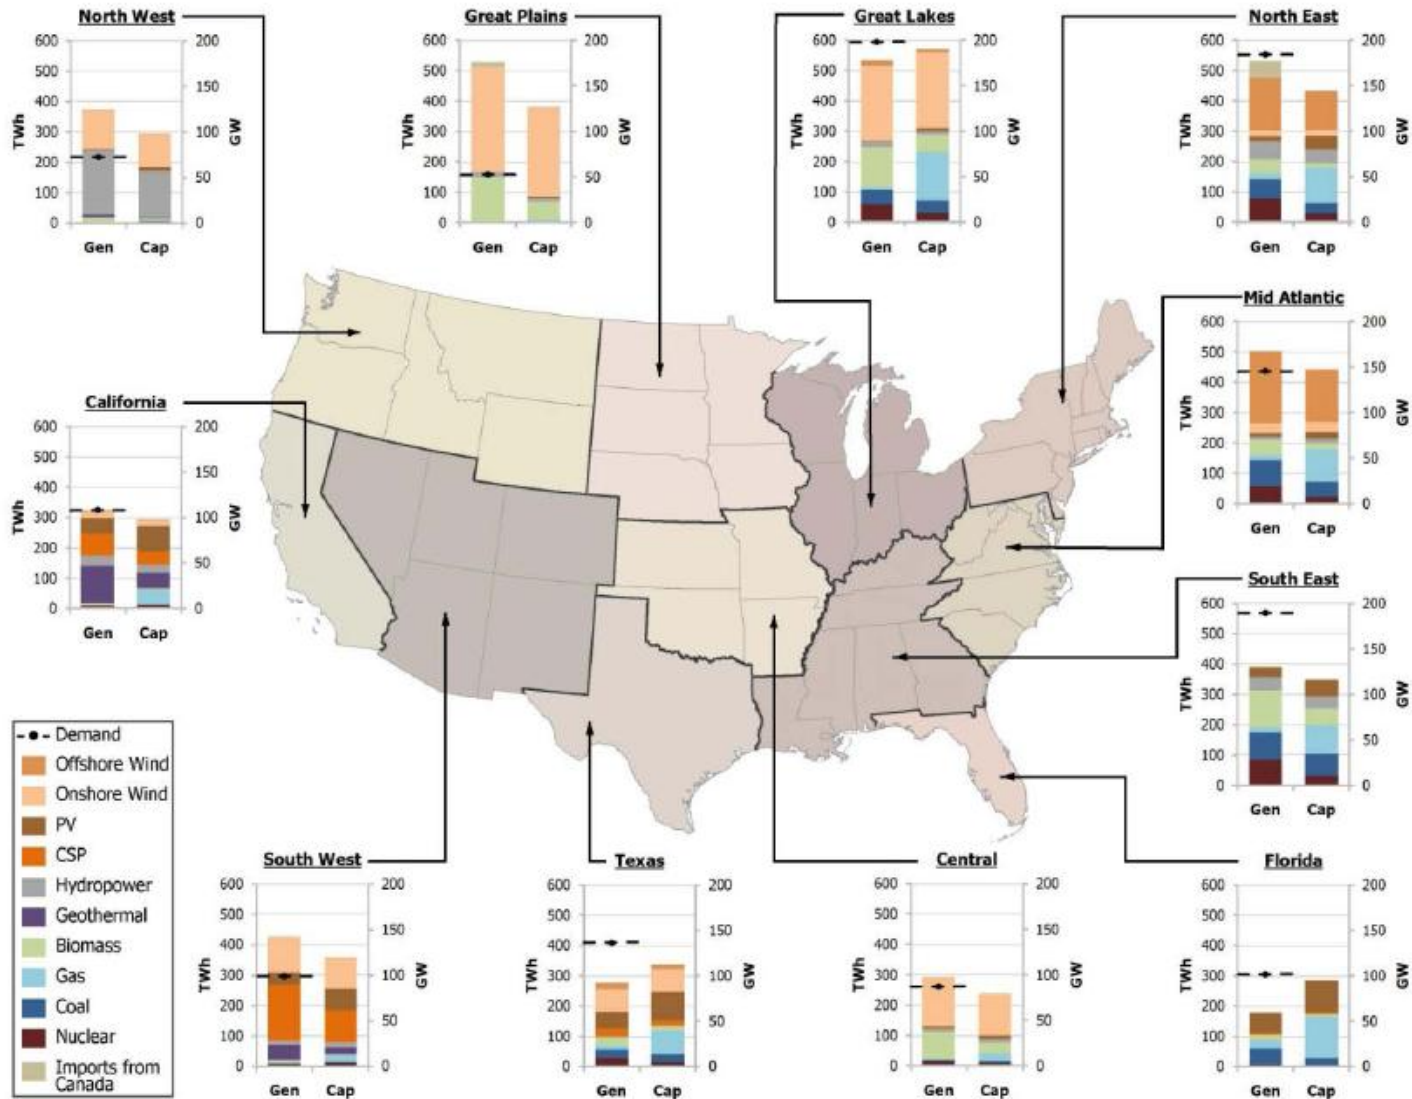 North West
Great Plains
Great Lakes
North East
600
500
400
300
200
100
0
TWh
200
150
100
50
0
GW
Gen Cap
600
500
400
300
200
100
0
TWh
200
150
100
50
0
GW
Gen Cap
600
500
400
300
200
100
0
TWh
200
150
100
50
0
GW
Gen Cap
600
500
400
300
200
100
0
TWh
200
150
100
50
0
GW
Gen Cap
Mid Atlantic
600
500
400
300
200
100
0
TWh
200
150
100
50
0
GW
Gen Cap
California
600
500
400
300
200
100
0
TWh
200
150
100
50
0
GW
Gen Cap
South East
600
500
400
300
200
100
0
TWh
200
150
100
50
0
GW
Gen Cap
Demand
Offshore Wind
Onshore Wind
PV
CSP
Hydropower
Geothermal
Biomass
Gas
Coal
Nuclear
Imports from
Canada
South West
600
500
400
300
200
100
0
TWh
200
150
100
50
0
GW
Gen Cap
Texas
600
500
400
300
200
100
0
TWh
200
150
100
50
0
GW
Gen Cap
Central
600
500
400
300
200
100
0
TWh
200
150
100
50
0
GW
Gen Cap
Florida
600
500
400
300
200
100
0
TWh
200
150
100
50
0
GW
Gen Cap